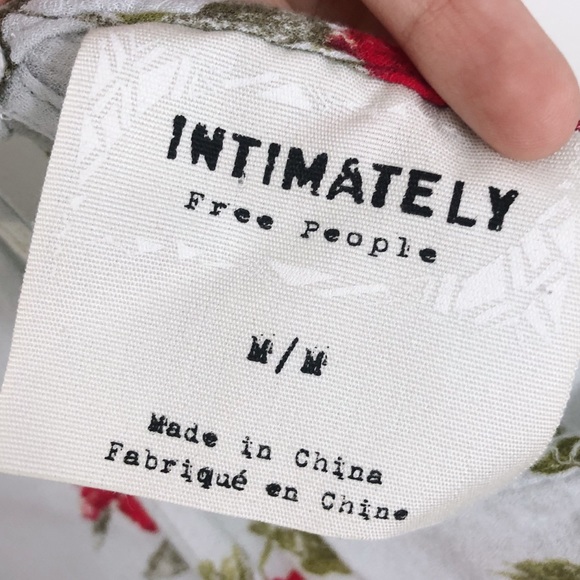 INTIMATELY
Free People
M/M
Made in China
Fabriqué en Chine